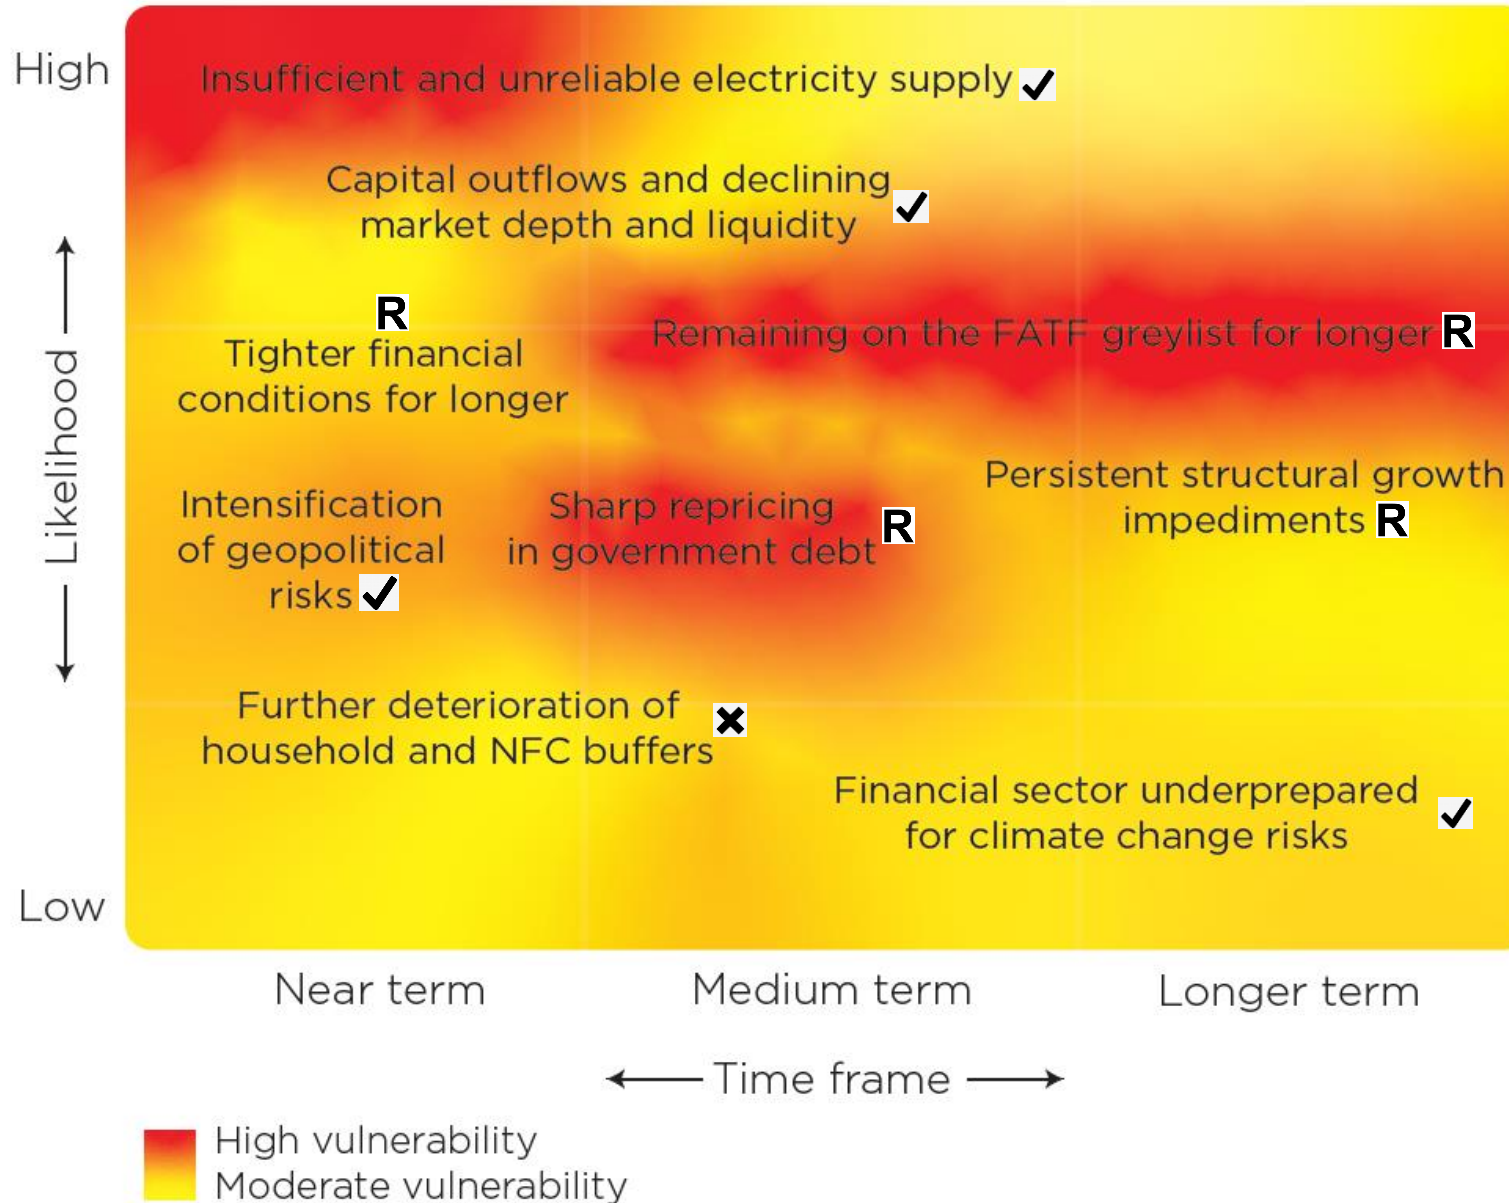 High
Insufficient and unreliable electricity supply ✓
Capital outflows and declining
market depth and liquidity ✓
R
Tighter financial
conditions for longer
Remaining on the FATF greylist for longer R
Likelihood
Persistent structural growth
impediments R
Intensification
of geopolitical
risks ✓
Sharp repricing
in government debt R
Further deterioration of
household and NFC buffers ✖
Financial sector underprepared
for climate change risks ✓
Low
Near term Medium term Longer term
Time frame
High vulnerability
Moderate vulnerability